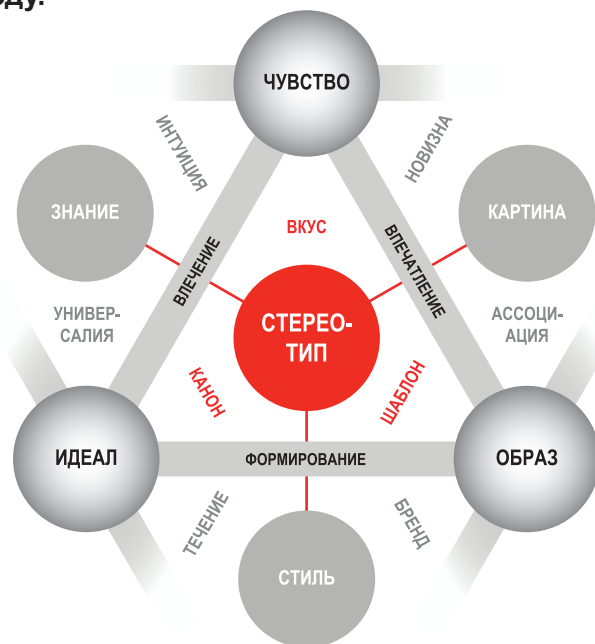 ЧУВСТВО
ИНТУИЦИЯ
НОВИЗНА
ЗНАНИЕ
ВКУС
КАРТИНА
ВЛЕЧЕНИЕ
ВПЕЧАТЛЕНИЕ
УНИВЕР-
САЛИЯ
СТЕРЕО-
ТИП
АССОЦИ-
АЦИЯ
КАНОН
ШАБЛОН
ИДЕАЛ
ФОРМИРОВАНИЕ
ОБРАЗ
ТЕЧЕНИЕ
БРЕНД
СТИЛЬ